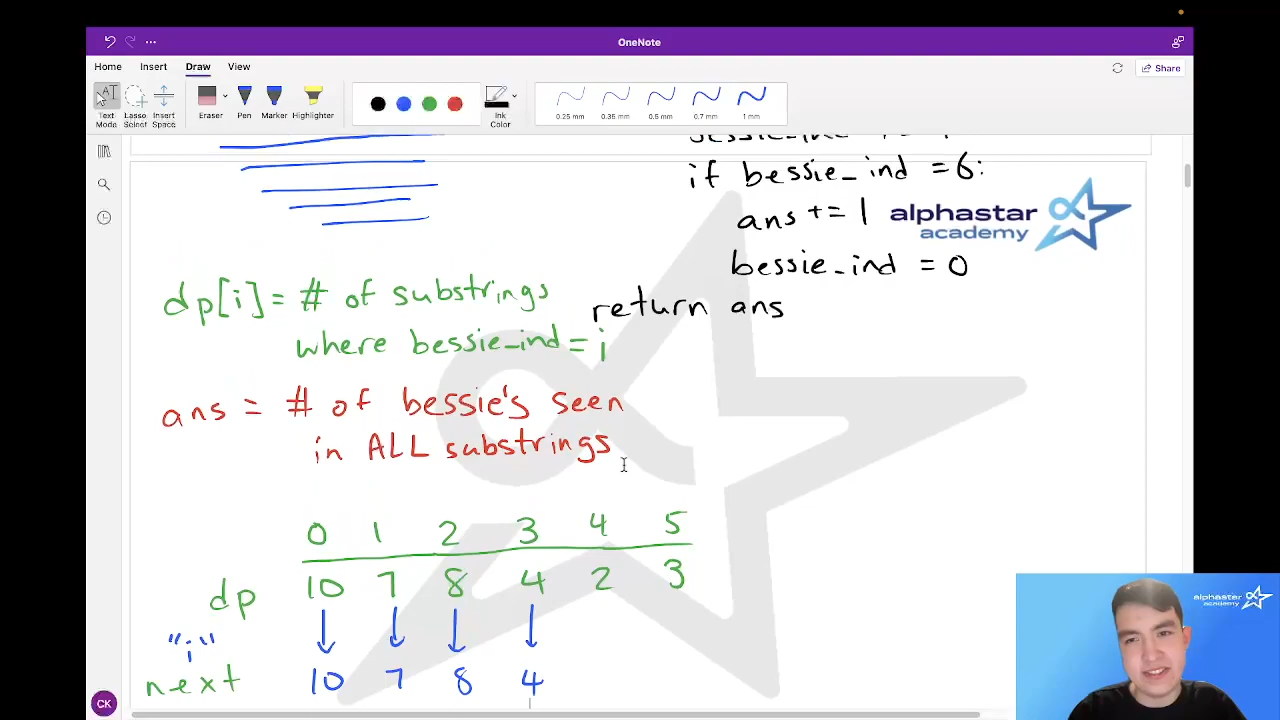 OneNote
Home Insert Draw View
Share
Text Mode
Lasso Select
Insert Space
Eraser
Pen
Marker
Highlighter
Ink Color
0.25 mm
0.35 mm
0.5 mm
0.7 mm
1 mm
if bessie_ind =6:
ans += 1
bessie_ind = 0
return ans
alphastar
academy
dp[i]= # of substrings
where bessie_ind = i
ans = # of bessie's seen
in ALL substrings
0 1 2 3 4 5
dp 10 7 8 4 2 3
"i"
next 10 7 8 4
CK
alphastar
academy